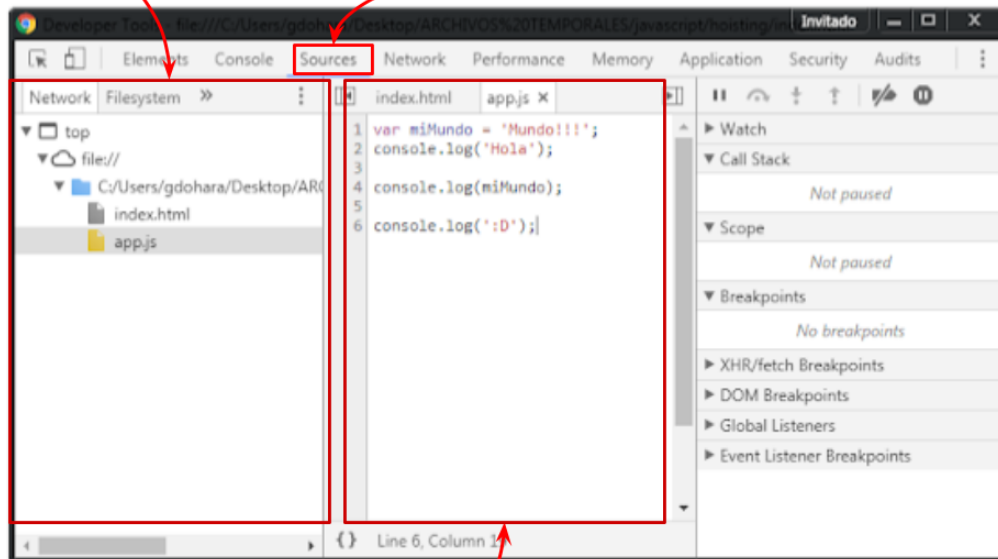 Developer Tools - file:///C:/Users/gdohara/Desktop/ARCHIVOS%20TEMPORALES/javascript/hoisting/in
Invitado
Elements Console Sources Network Performance Memory Application Security Audits
Network Filesystem »
index.html app.js ×
top
file://
C:/Users/gdohara/Desktop/ARC
index.html
app.js
1 var miMundo = 'Mundo!!!';
2 console.log('Hola');
3
4 console.log(miMundo);
5
6 console.log(':D');
{} Line 6, Column 1
Watch
Call Stack
Not paused
Scope
Not paused
Breakpoints
No breakpoints
XHR/fetch Breakpoints
DOM Breakpoints
Global Listeners
Event Listener Breakpoints